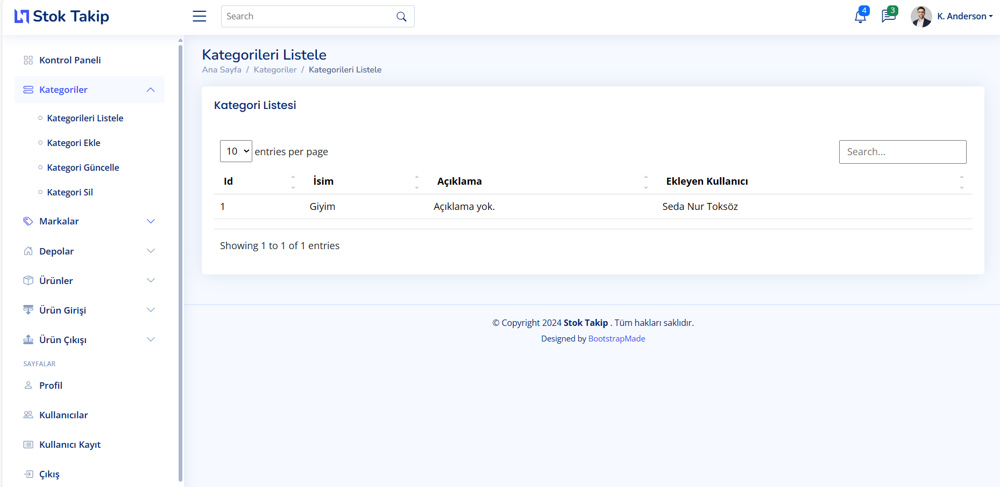 Stok Takip
Search
4
3
K. Anderson
Kontrol Paneli
Kategoriler
Kategorileri Listele
Kategori Ekle
Kategori Güncelle
Kategori Sil
Markalar
Depolar
Ürünler
Ürün Girişi
Ürün Çıkışı
SAYFALAR
Profil
Kullanıcılar
Kullanıcı Kayıt
Çıkış
Kategorileri Listele
Ana Sayfa / Kategoriler / Kategorileri Listele
Kategori Listesi
10 entries per page
Search...
Id İsim Açıklama Ekleyen Kullanıcı
1 Giyim Açıklama yok. Seda Nur Toksöz
Showing 1 to 1 of 1 entries
© Copyright 2024 Stok Takip . Tüm hakları saklıdır.
Designed by BootstrapMade